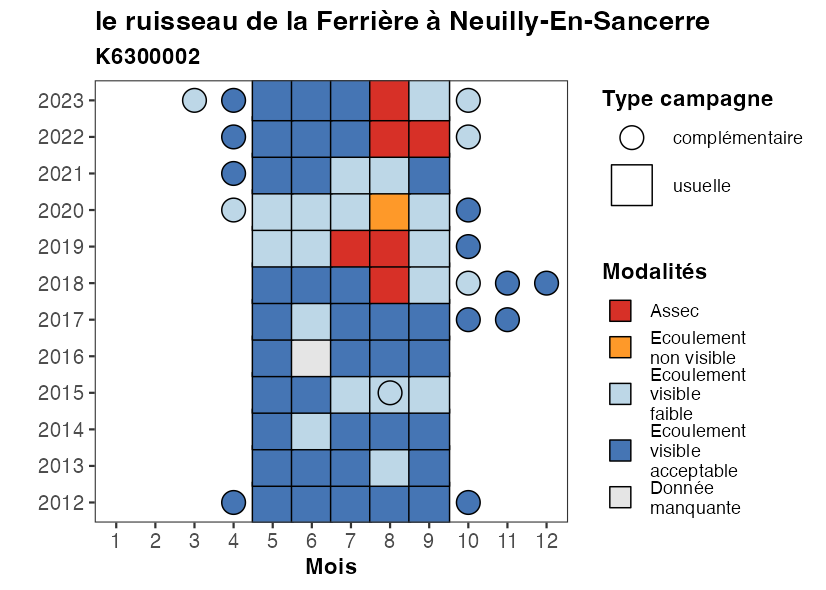 le ruisseau de la Ferrière à Neuilly-En-Sancerre
K6300002
2023
2022
2021
2020
2019
2018
2017
2016
2015
2014
2013
2012
1 2 3 4 5 6 7 8 9 10 11 12
Mois
Type campagne
complémentaire
usuelle
Modalités
Assec
Ecoulement
non visible
Ecoulement
visible
faible
Ecoulement
visible
acceptable
Donnée
manquante